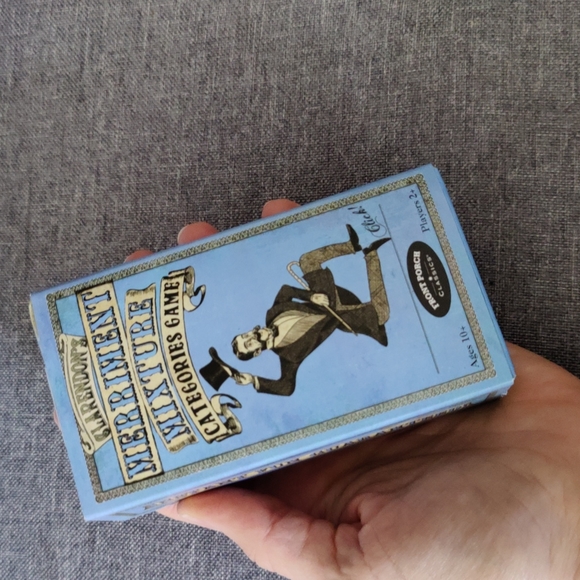 CLARENDON'S
MERRIMENT
MIXTURE
CATEGORIES GAME
Click!
Ages 10+
FRONT PORCH
CLASSICS
Players 2+